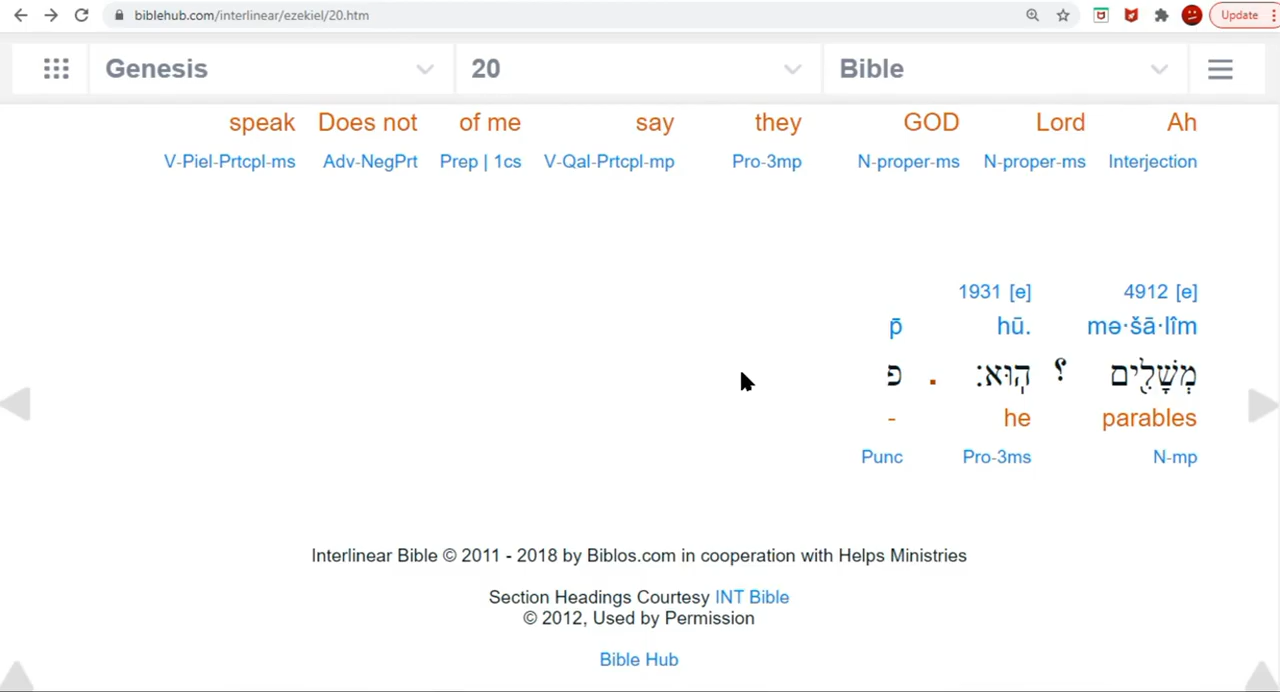 biblehub.com/interlinear/ezekiel/20.htm Update
Genesis 20 Bible
speak Does not of me say they GOD Lord Ah
V-Piel-Prtcpl-ms Adv-NegPrt Prep | 1cs V-Qal-Prtcpl-mp Pro-3mp N-proper-ms N-proper-ms Interjection
1931 [e] 4912 [e]
p̄ hū. mə·šā·lîm
מְשָׁלִ֖ים ؟ הֽוּא׃ . פ
- he parables
Punc Pro-3ms N-mp
Interlinear Bible © 2011 - 2018 by Biblos.com in cooperation with Helps Ministries
Section Headings Courtesy INT Bible
© 2012, Used by Permission
Bible Hub